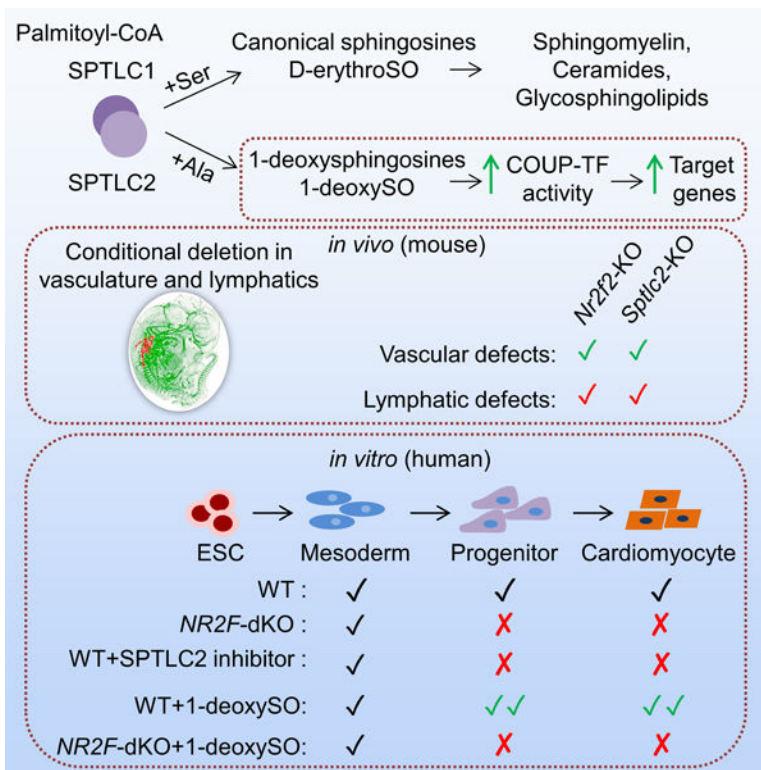 Palmitoyl-CoA
SPTLC1
SPTLC2
+Ser
+Ala
Canonical sphingosines
D-erythroSO
Sphingomyelin,
Ceramides,
Glycosphingolipids
1-deoxysphingosines
1-deoxySO
COUP-TF
activity
Target
genes
in vivo (mouse)
Conditional deletion in
vasculature and lymphatics
Nr2f2-KO
Sptlc2-KO
Vascular defects: ✓ ✓
Lymphatic defects: ✓ ✓
in vitro (human)
ESC Mesoderm Progenitor Cardiomyocyte
WT : ✓ ✓ ✓
NR2F-dKO : ✓ ✗ ✗
WT+SPTLC2 inhibitor : ✓ ✗ ✗
WT+1-deoxySO: ✓ ✓✓ ✓✓
NR2F-dKO+1-deoxySO: ✓ ✗ ✗